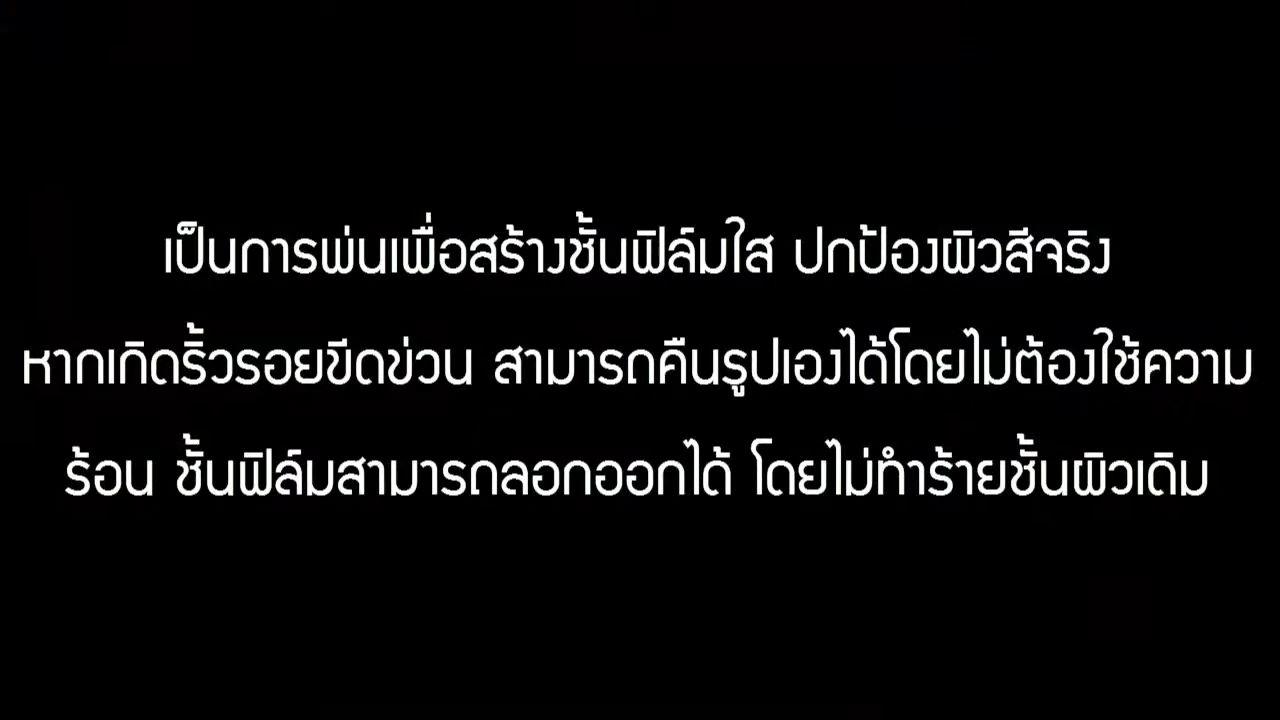 เป็นการพ่นเพื่อสร้างชั้นฟิล์มใส ปกป้องผิวสีจริง
หากเกิดริ้วรอยขีดข่วน สามารถคืนรูปเองได้โดยไม่ต้องใช้ความ
ร้อน ชั้นฟิล์มสามารถลอกออกได้ โดยไม่ทำร้ายชั้นผิวเดิม